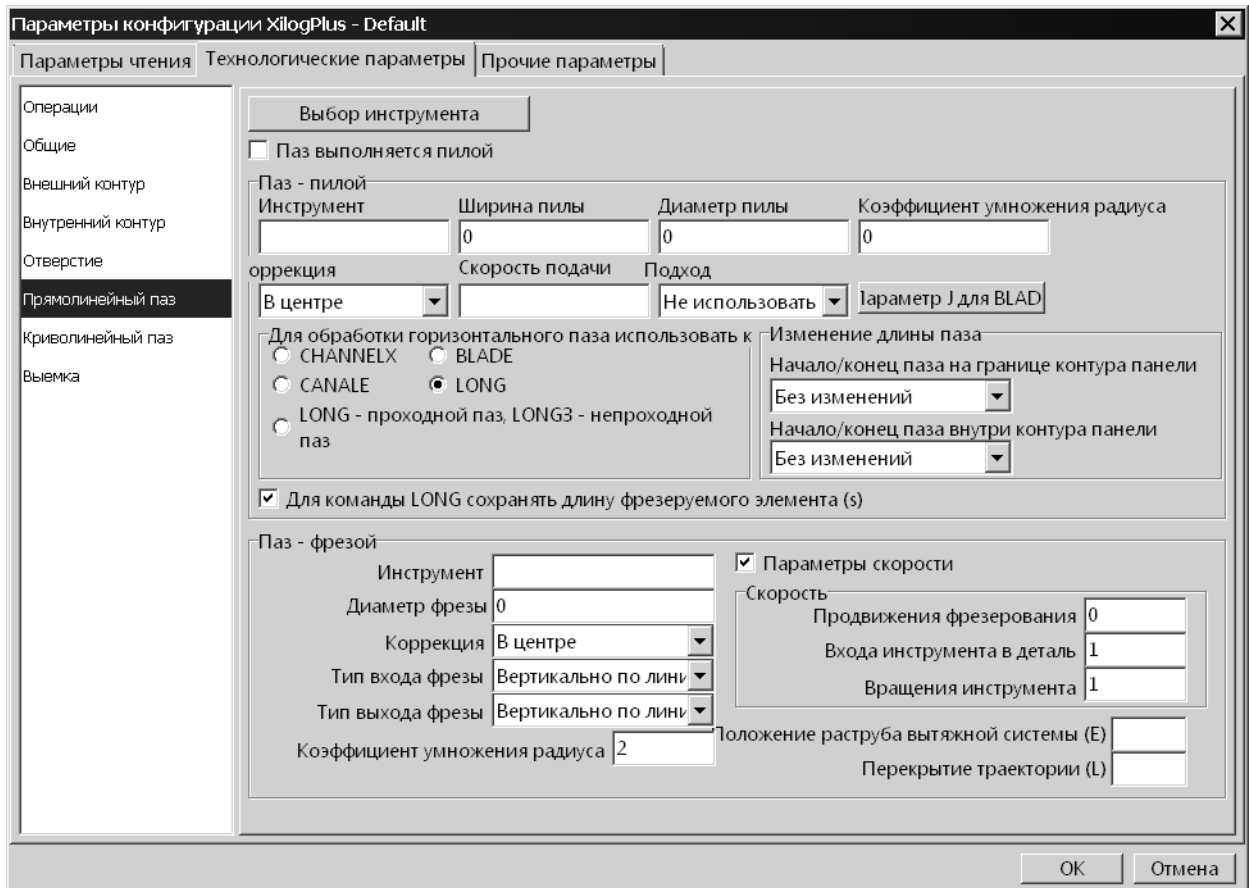 Параметры конфигурации XilogPlus - Default
Параметры чтения Технологические параметры Прочие параметры
Операции
Общие
Внешний контур
Внутренний контур
Отверстие
Прямолинейный паз
Криволинейный паз
Выемка
Выбор инструмента
Паз выполняется пилой
Паз - пилой
Инструмент Ширина пилы Диаметр пилы Коэффициент умножения радиуса
0 0 0
оррекция Скорость подачи Подход
В центре Не использовать Параметр J для BLAD
Для обработки горизонтального паза использовать к
CHANNELX BLADE
CANALE LONG
LONG - проходной паз, LONG3 - непроходной
паз
Изменение длины паза
Начало/конец паза на границе контура панели
Без изменений
Начало/конец паза внутри контура панели
Без изменений
Для команды LONG сохранять длину фрезеруемого элемента (s)
Паз - фрезой
Инструмент
Диаметр фрезы 0
Коррекция В центре
Тип входа фрезы Вертикально по лини
Тип выхода фрезы Вертикально по лини
Коэффициент умножения радиуса 2
Параметры скорости
Скорость
Продвижения фрезерования 0
Входа инструмента в деталь 1
Вращения инструмента 1
Положение раструба вытяжной системы (E)
Перекрытие траектории (L)
OK Отмена